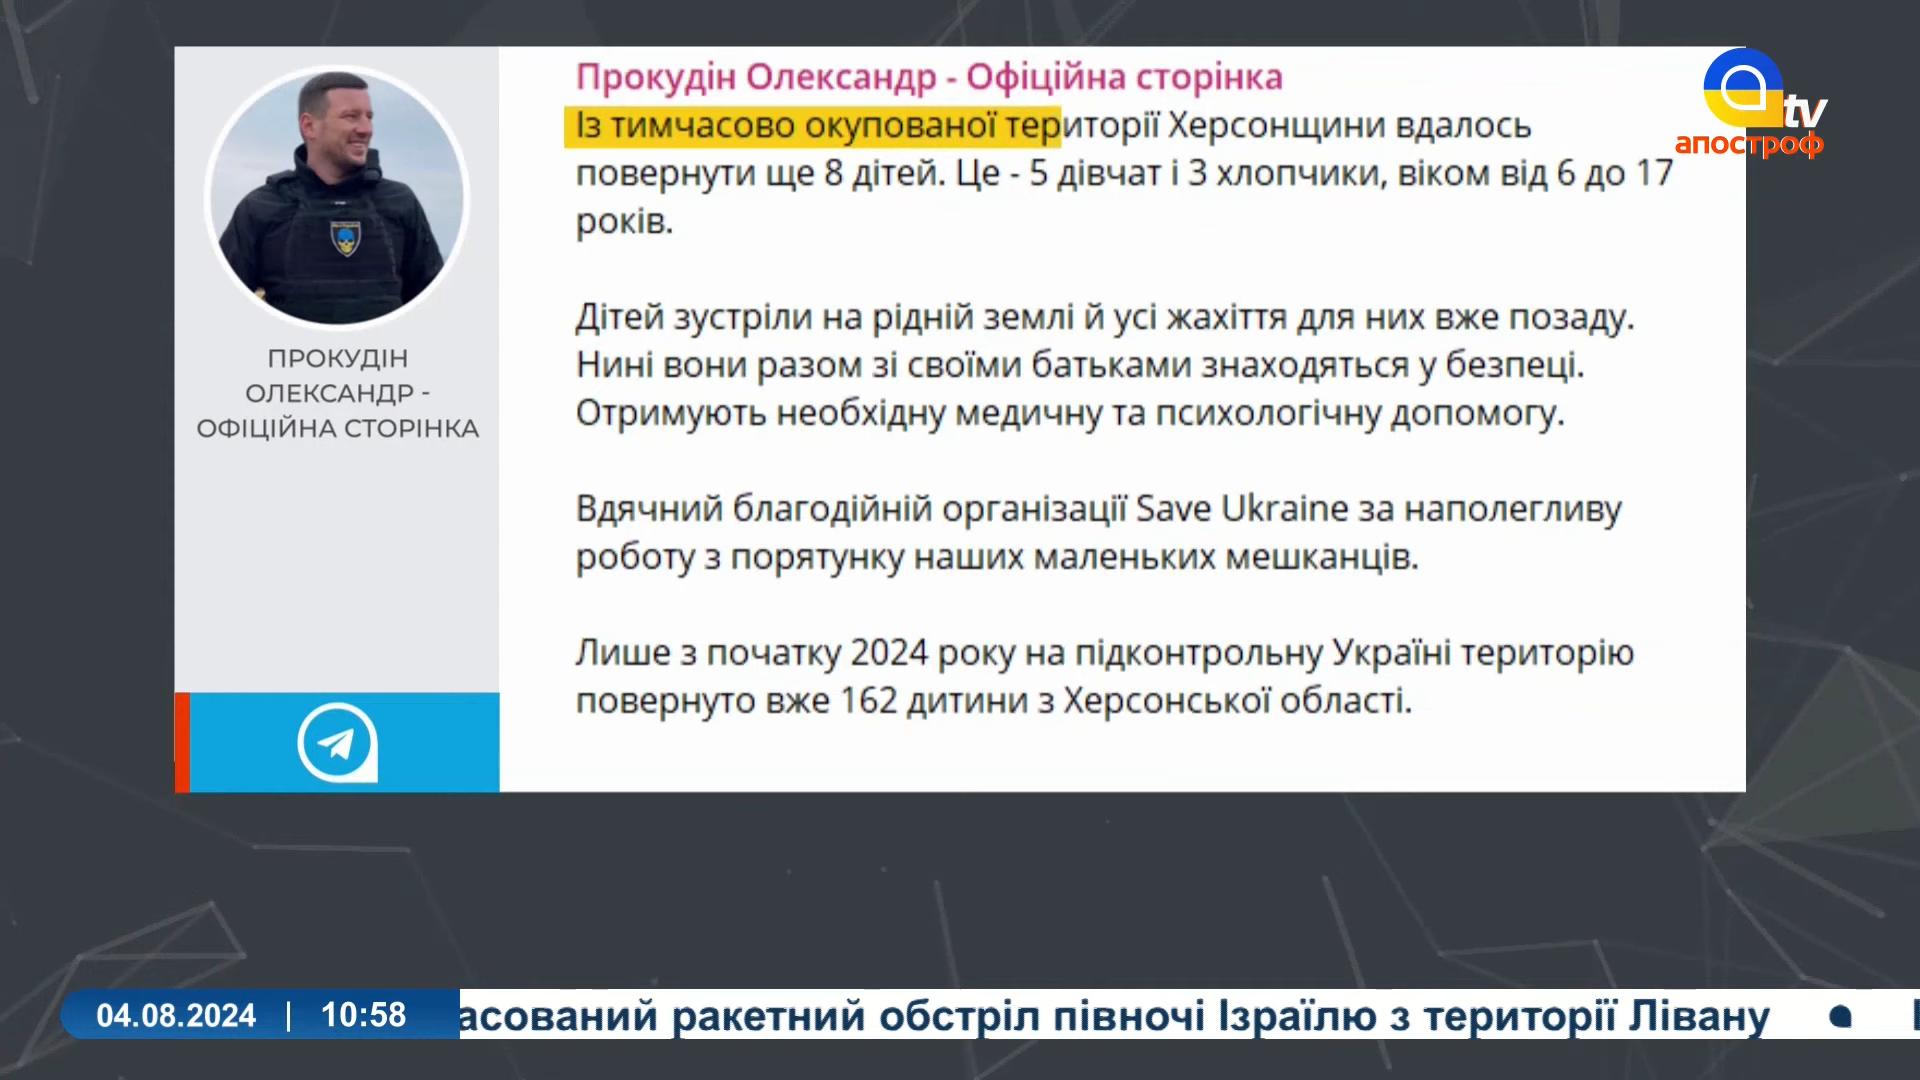 Прокудін Олександр - Офіційна сторінка
Із тимчасово окупованої території Херсонщини вдалось
повернути ще 8 дітей. Це - 5 дівчат і 3 хлопчики, віком від 6 до 17
років.
Дітей зустріли на рідній землі й усі жахіття для них вже позаду.
Нині вони разом зі своїми батьками знаходяться у безпеці.
Отримують необхідну медичну та психологічну допомогу.
Вдячний благодійній організації Save Ukraine за наполегливу
роботу з порятунку наших маленьких мешканців.
Лише з початку 2024 року на підконтрольну Україні територію
повернуто вже 162 дитини з Херсонської області.
ПРОКУДІН
ОЛЕКСАНДР -
ОФІЦІЙНА СТОРІНКА
tv
апостроф
04.08.2024 | 10:58
асований ракетний обстріл півночі Ізраїлю з території Лівану